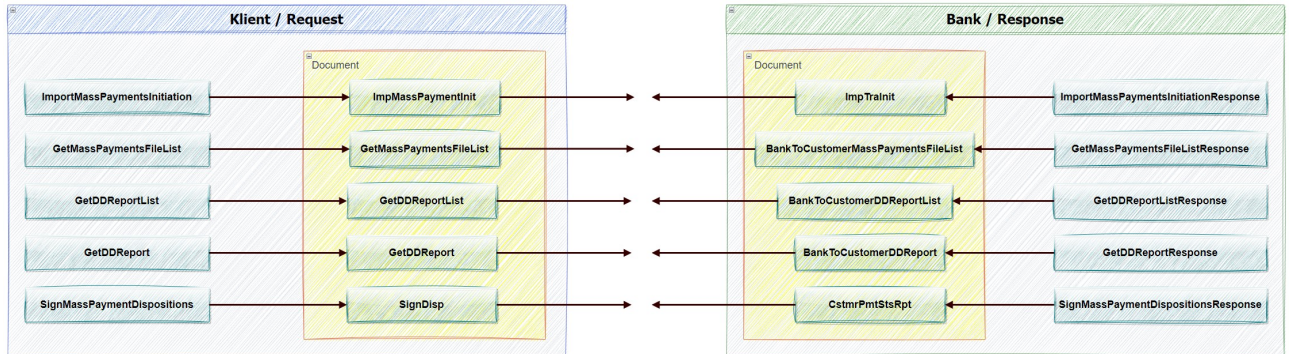 Klient / Request
Bank / Response
Document
Document
ImportMassPaymentsInitiation
ImpMassPaymentInit
ImpTraInit
ImportMassPaymentsInitiationResponse
GetMassPaymentsFileList
GetMassPaymentsFileList
BankToCustomerMassPaymentsFileList
GetMassPaymentsFileListResponse
GetDDReportList
GetDDReportList
BankToCustomerDDReportList
GetDDReportListResponse
GetDDReport
GetDDReport
BankToCustomerDDReport
GetDDReportResponse
SignMassPaymentDispositions
SignDisp
CstmrPmtStsRpt
SignMassPaymentDispositionsResponse